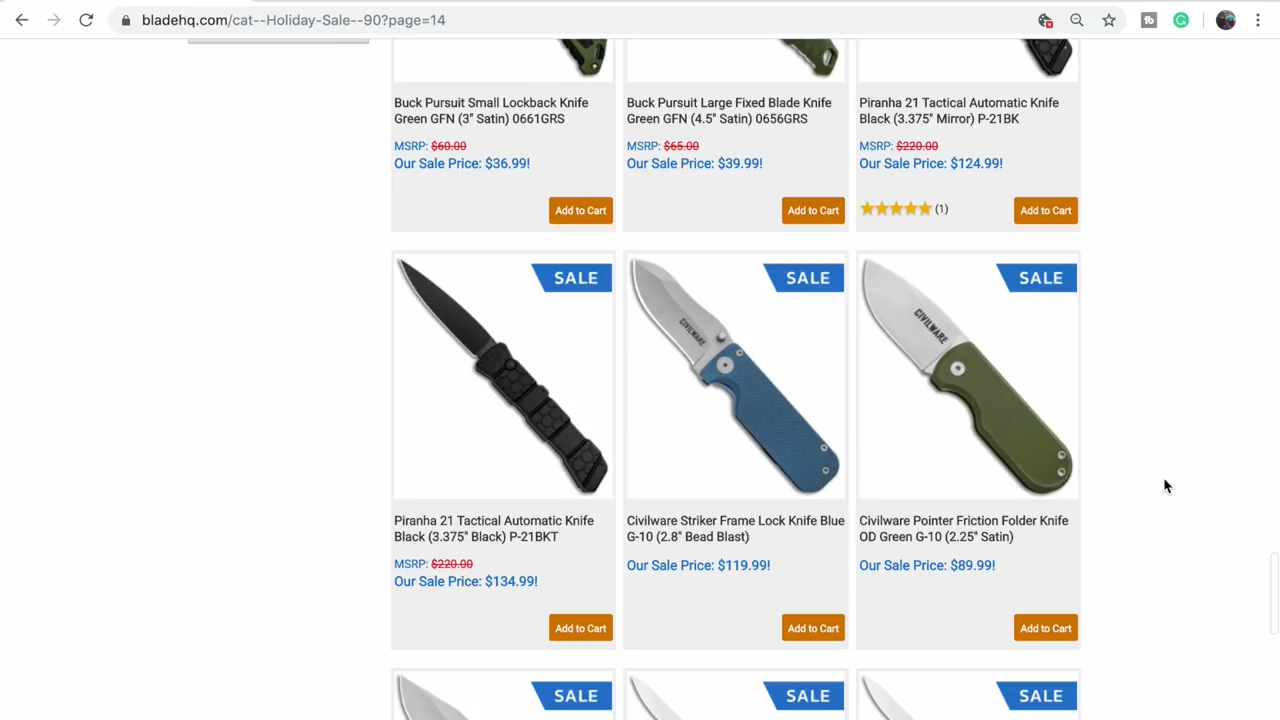 bladehq.com/cat--Holiday-Sale--90?page=14
Buck Pursuit Small Lockback Knife
Green GFN (3" Satin) 0661GRS
MSRP: $60.00
Our Sale Price: $36.99!
Add to Cart
Buck Pursuit Large Fixed Blade Knife
Green GFN (4.5" Satin) 0656GRS
MSRP: $65.00
Our Sale Price: $39.99!
Add to Cart
Piranha 21 Tactical Automatic Knife
Black (3.375" Mirror) P-21BK
MSRP: $220.00
Our Sale Price: $124.99!
(1)
Add to Cart
SALE
Piranha 21 Tactical Automatic Knife
Black (3.375" Black) P-21BKT
MSRP: $220.00
Our Sale Price: $134.99!
Add to Cart
SALE
CIVILWARE
Civilware Striker Frame Lock Knife Blue
G-10 (2.8" Bead Blast)
Our Sale Price: $119.99!
Add to Cart
SALE
CIVILWARE
Civilware Pointer Friction Folder Knife
OD Green G-10 (2.25" Satin)
Our Sale Price: $89.99!
Add to Cart
SALE
SALE
SALE